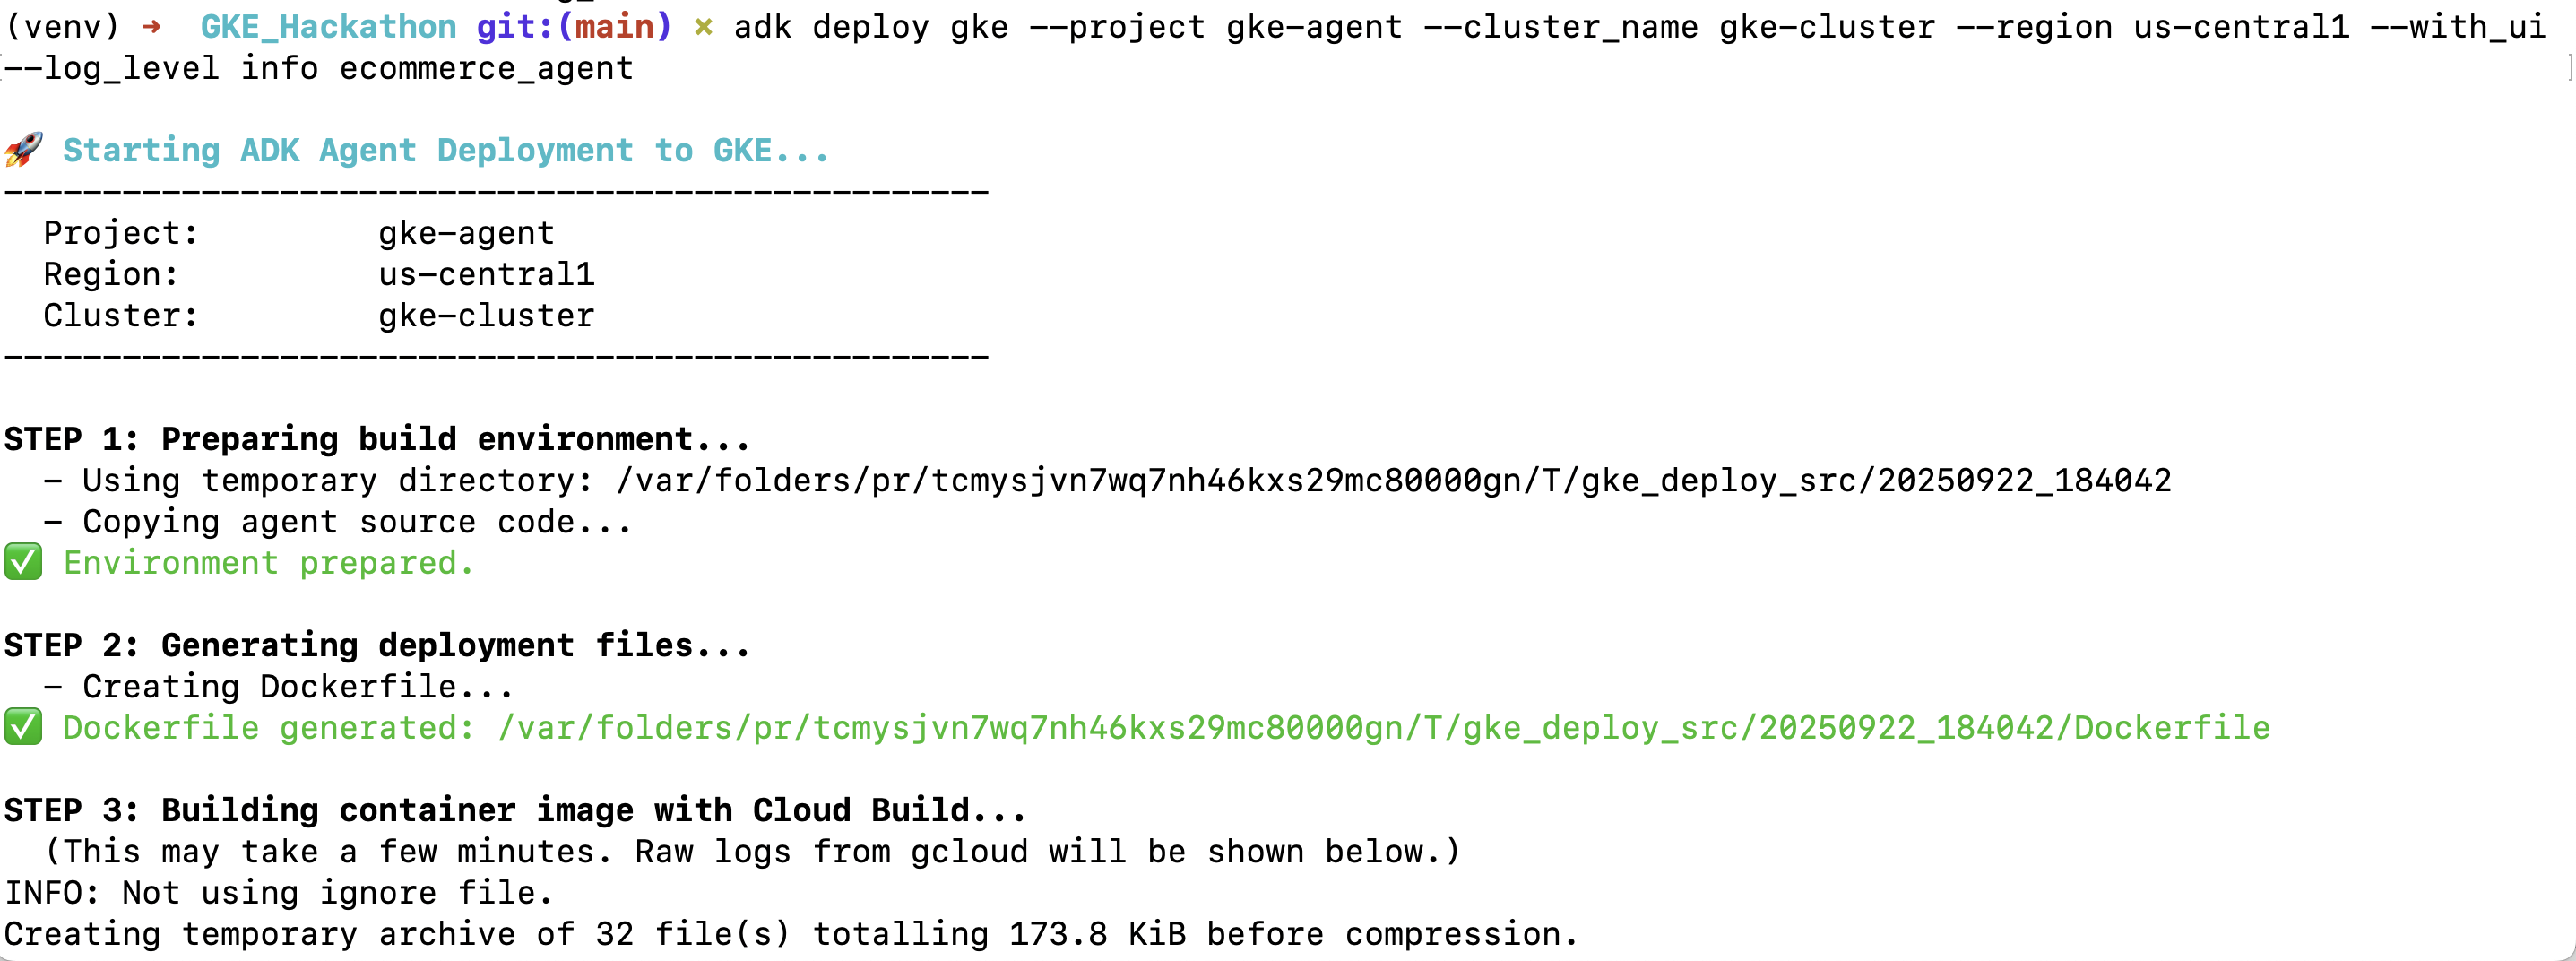 (venv) ➜  GKE_Hackathon git:(main) ✗ adk deploy gke --project gke-agent --cluster_name gke-cluster --region us-central1 --with_ui
--log_level info ecommerce_agent
🚀 Starting ADK Agent Deployment to GKE...
--------------------------------------------------
  Project:         gke-agent
  Region:          us-central1
  Cluster:         gke-cluster
--------------------------------------------------
STEP 1: Preparing build environment...
  - Using temporary directory: /var/folders/pr/tcmysjvn7wq7nh46kxs29mc80000gn/T/gke_deploy_src/20250922_184042
  - Copying agent source code...
✅ Environment prepared.
STEP 2: Generating deployment files...
  - Creating Dockerfile...
✅ Dockerfile generated: /var/folders/pr/tcmysjvn7wq7nh46kxs29mc80000gn/T/gke_deploy_src/20250922_184042/Dockerfile
STEP 3: Building container image with Cloud Build...
  (This may take a few minutes. Raw logs from gcloud will be shown below.)
INFO: Not using ignore file.
Creating temporary archive of 32 file(s) totalling 173.8 KiB before compression.